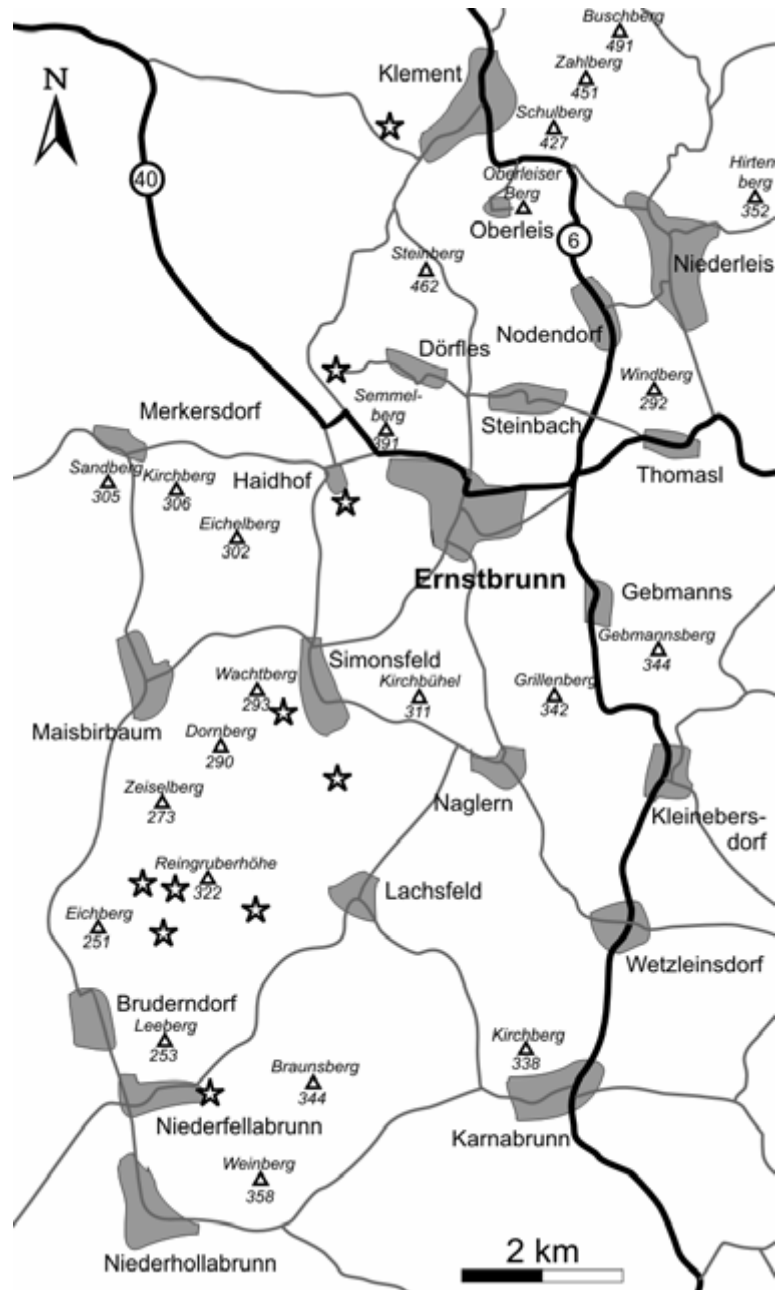 Buschberg
491
Klement
Zahlberg
451
N
Schulberg
427
40
Oberleiser
Berg
Hirten
berg
352
Oberleis
6
Steinberg
462
Niederleis
Nodendorf
Dörfles
Windberg
292
Merkersdorf
Semmel-
berg
391
Steinbach
Thomasl
Sandberg
305
Kirchberg
306
Haidhof
Eichelberg
302
Ernstbrunn
Gebmanns
Gebmannsberg
344
Simonsfeld
Wachtberg
293
Kirchbühel
311
Grillenberg
342
Maisbirbaum
Dornberg
290
Zeiselberg
273
Naglern
Kleinebers-
dorf
Reingruberhöhe
322
Lachsfeld
Eichberg
251
Wetzleinsdorf
Bruderndorf
Leeberg
253
Kirchberg
338
Braunsberg
344
Niederfellabrunn
Karnabrunn
Weinberg
358
Niederhollabrunn
2 km